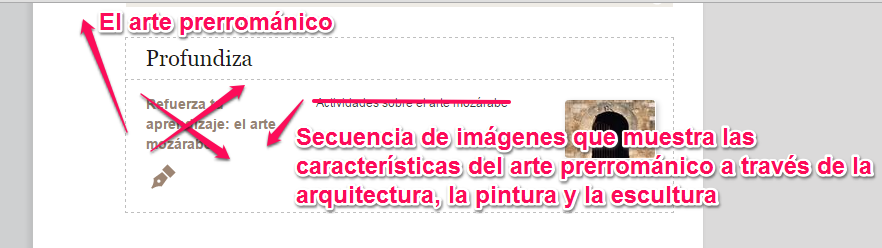 El arte prerrománico
Profundiza
Refuerza tu
aprendizaje: el arte
mozárabe
Actividades sobre el arte mozárabe
Secuencia de imágenes que muestra las
características del arte prerrománico a través de la
arquitectura, la pintura y la escultura